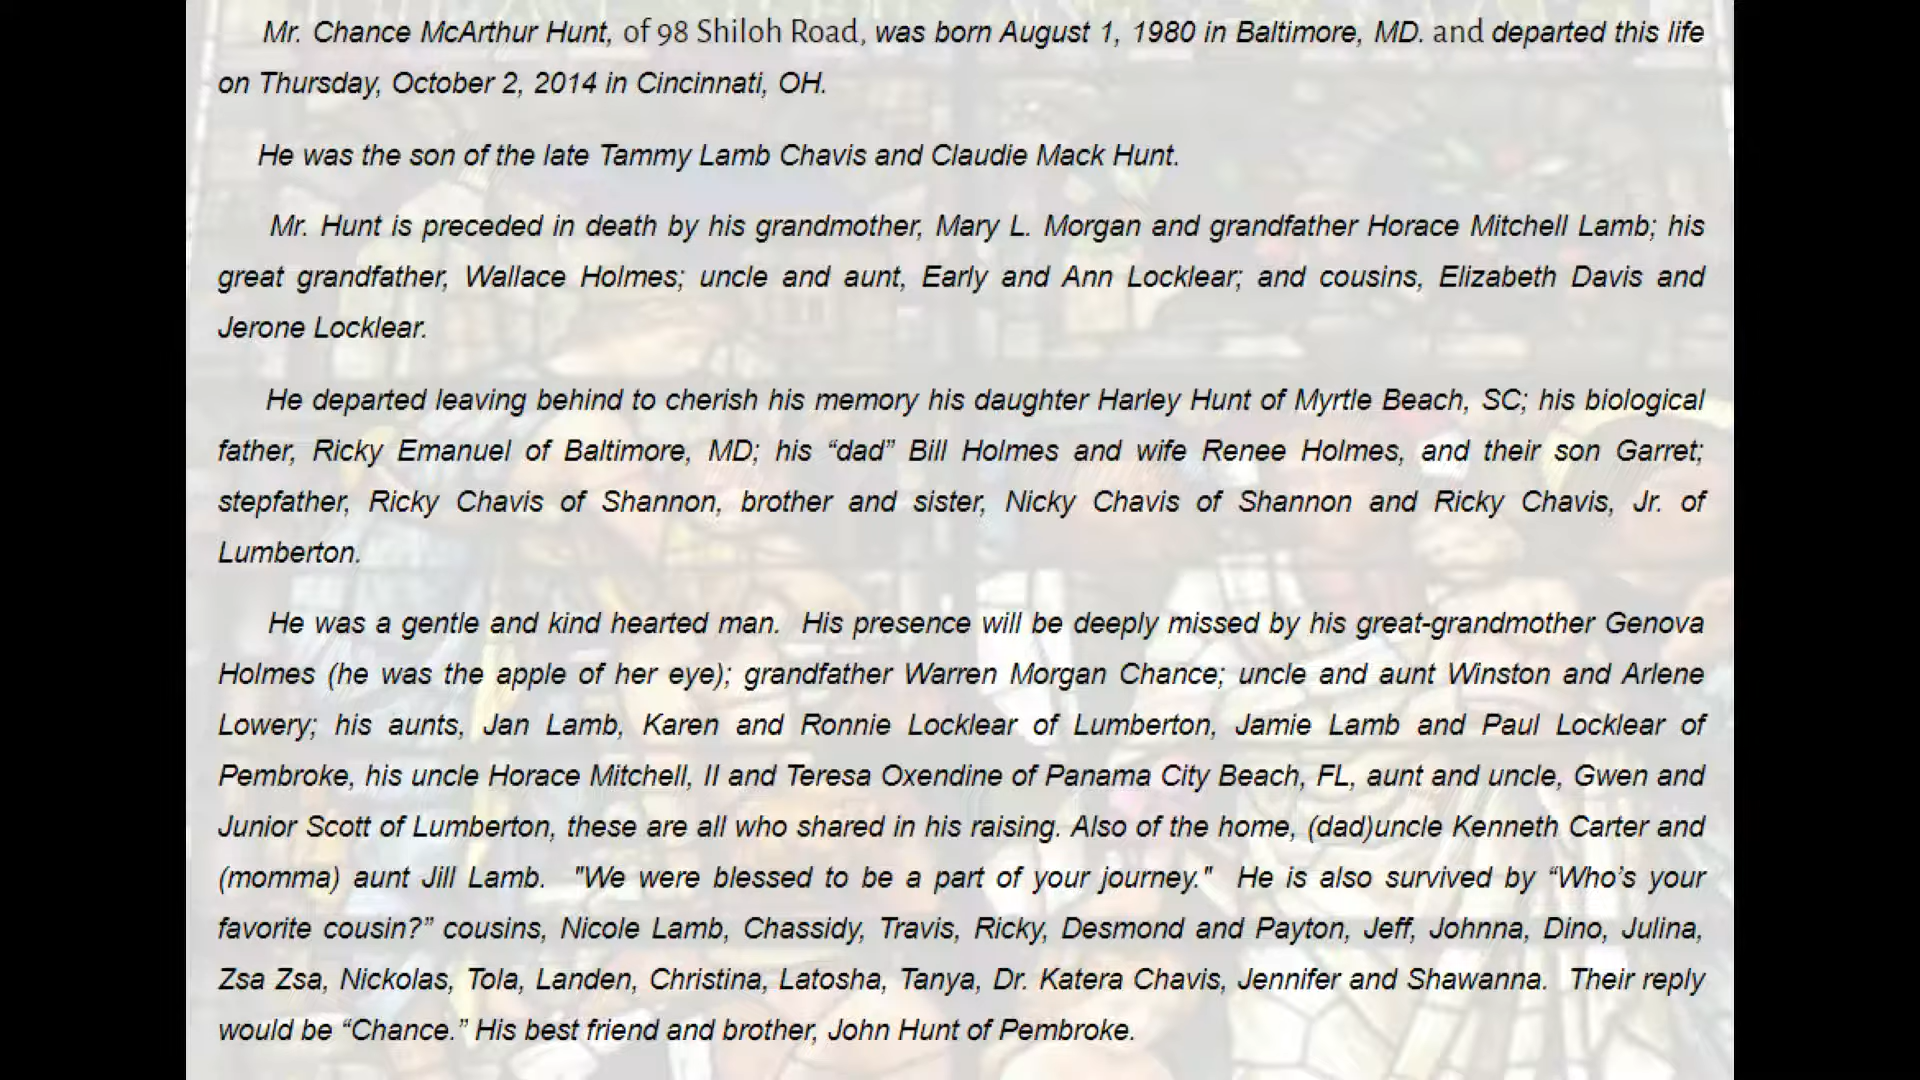 Mr. Chance McArthur Hunt, of 98 Shiloh Road, was born August 1, 1980 in Baltimore, MD. and departed this life
on Thursday, October 2, 2014 in Cincinnati, OH.
He was the son of the late Tammy Lamb Chavis and Claudie Mack Hunt.
Mr. Hunt is preceded in death by his grandmother, Mary L. Morgan and grandfather Horace Mitchell Lamb; his
great grandfather, Wallace Holmes; uncle and aunt, Early and Ann Locklear; and cousins, Elizabeth Davis and
Jerone Locklear.
He departed leaving behind to cherish his memory his daughter Harley Hunt of Myrtle Beach, SC; his biological
father, Ricky Emanuel of Baltimore, MD; his “dad” Bill Holmes and wife Renee Holmes, and their son Garret;
stepfather, Ricky Chavis of Shannon, brother and sister, Nicky Chavis of Shannon and Ricky Chavis, Jr. of
Lumberton.
He was a gentle and kind hearted man.  His presence will be deeply missed by his great-grandmother Genova
Holmes (he was the apple of her eye); grandfather Warren Morgan Chance; uncle and aunt Winston and Arlene
Lowery; his aunts, Jan Lamb, Karen and Ronnie Locklear of Lumberton, Jamie Lamb and Paul Locklear of
Pembroke, his uncle Horace Mitchell, II and Teresa Oxendine of Panama City Beach, FL, aunt and uncle, Gwen and
Junior Scott of Lumberton, these are all who shared in his raising. Also of the home, (dad)uncle Kenneth Carter and
(momma) aunt Jill Lamb.  "We were blessed to be a part of your journey."  He is also survived by “Who’s your
favorite cousin?” cousins, Nicole Lamb, Chassidy, Travis, Ricky, Desmond and Payton, Jeff, Johnna, Dino, Julina,
Zsa Zsa, Nickolas, Tola, Landen, Christina, Latosha, Tanya, Dr. Katera Chavis, Jennifer and Shawanna.  Their reply
would be “Chance.” His best friend and brother, John Hunt of Pembroke.